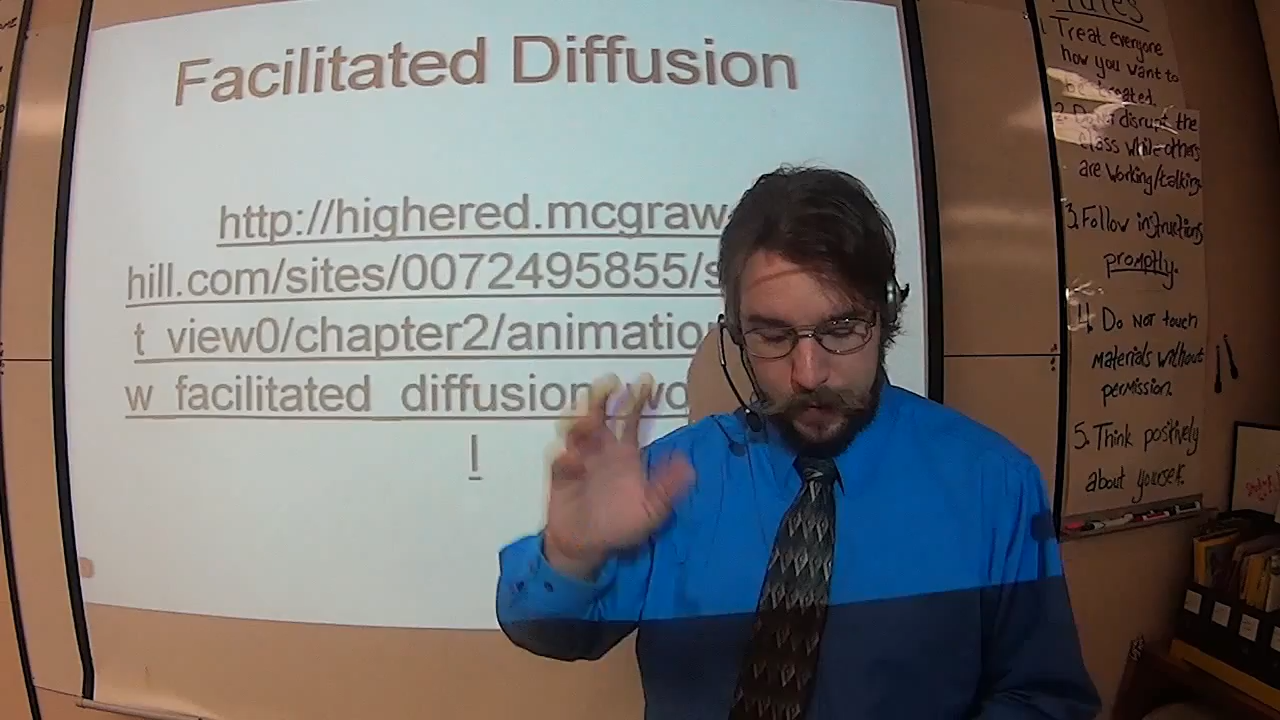 Facilitated Diffusion
http://highered.mcgraw
hill.com/sites/0072495855/s
t_view0/chapter2/animatio
w_facilitated_diffusion_wo
l
Rules
1. Treat everyone
how you want to
be treated.
2. Do not disrupt the
class while others
are working/talking
3. Follow instructions
promptly.
4. Do Not touch
materials without
permission.
5. Think positively
about yourself.